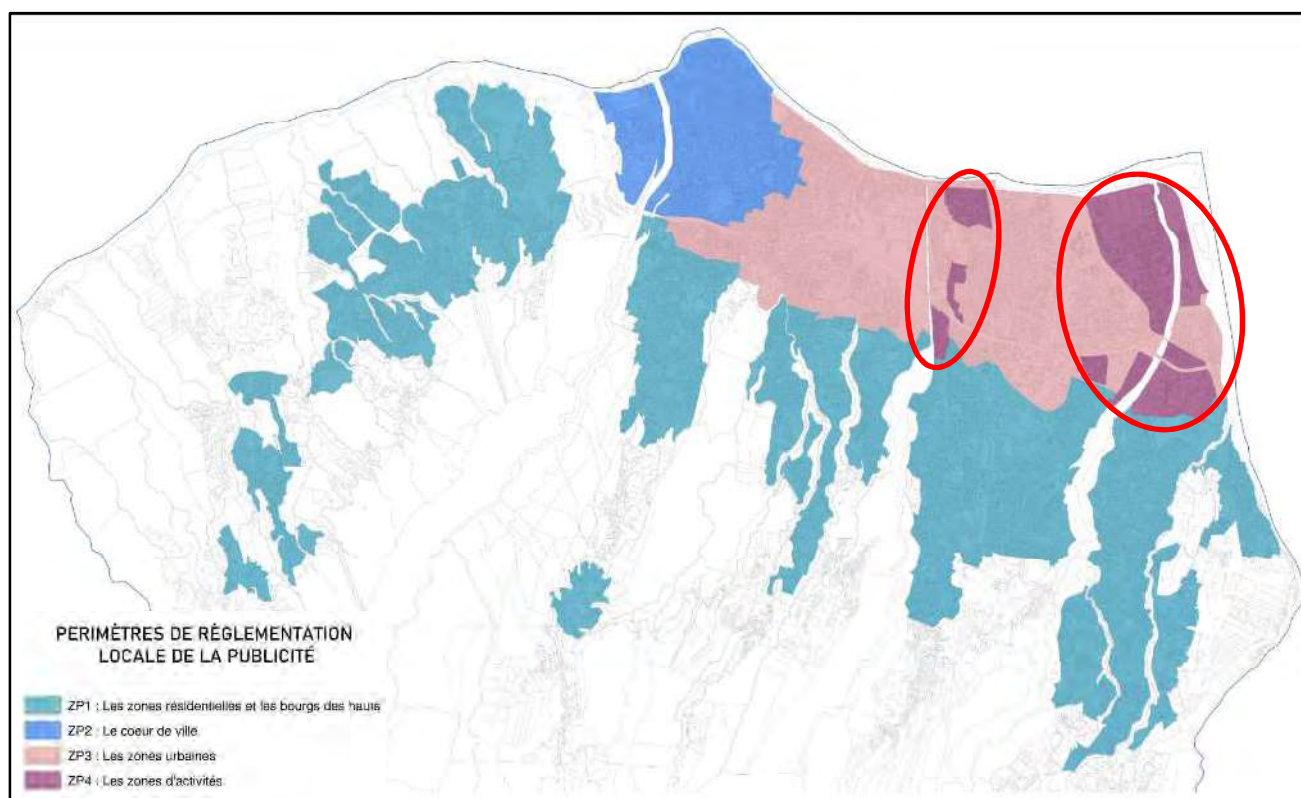 PERIMÈTRES DE RÈGLEMENTATION
LOCALE DE LA PUBLICITÉ
ZP1 : Les zones résidentielles et les bourgs des hauts
ZP2 : Le coeur de ville
ZP3 : Les zones urbaines
ZP4 : Les zones d'activités